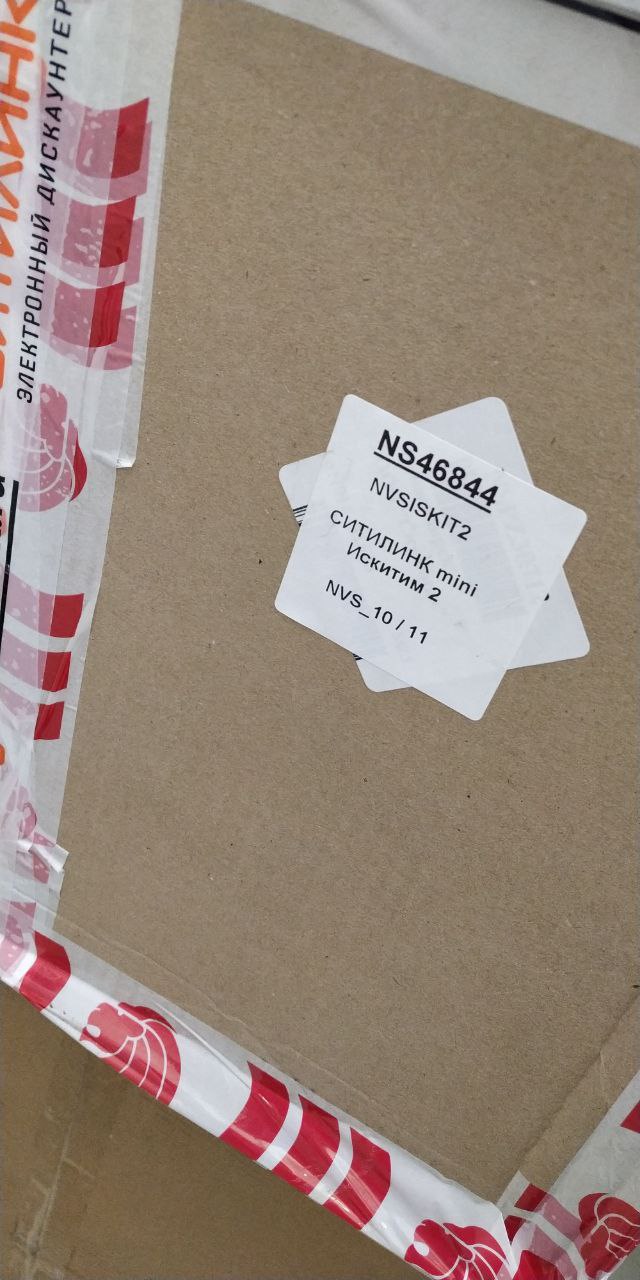 ЭЛЕКТРОННЫЙ ДИСКАУНТЕР
NS46844
NVSISKIT2
СИТИЛИНК mini
Искитим 2
NVS_10 / 11